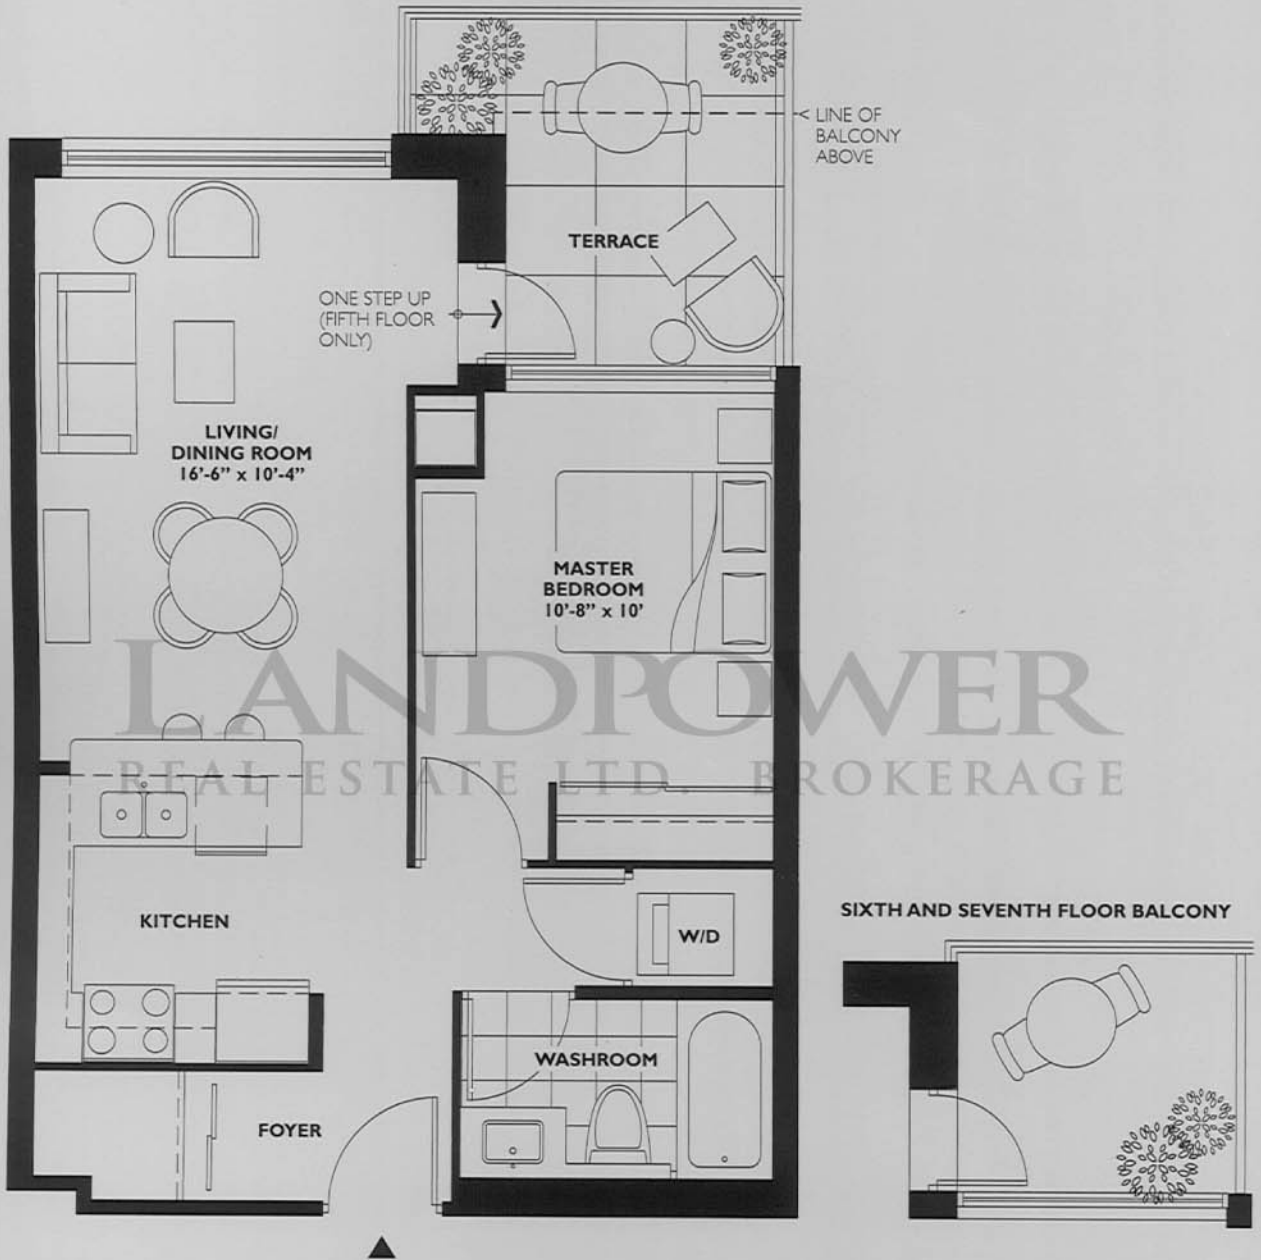 LINE OF
BALCONY
ABOVE
TERRACE
ONE STEP UP
(FIFTH FLOOR
ONLY)
LIVING/
DINING ROOM
16'-6" x 10'-4"
MASTER
BEDROOM
10'-8" x 10'
LANDPOWER
REAL ESTATE LTD. BROKERAGE
KITCHEN
W/D
SIXTH AND SEVENTH FLOOR BALCONY
WASHROOM
FOYER